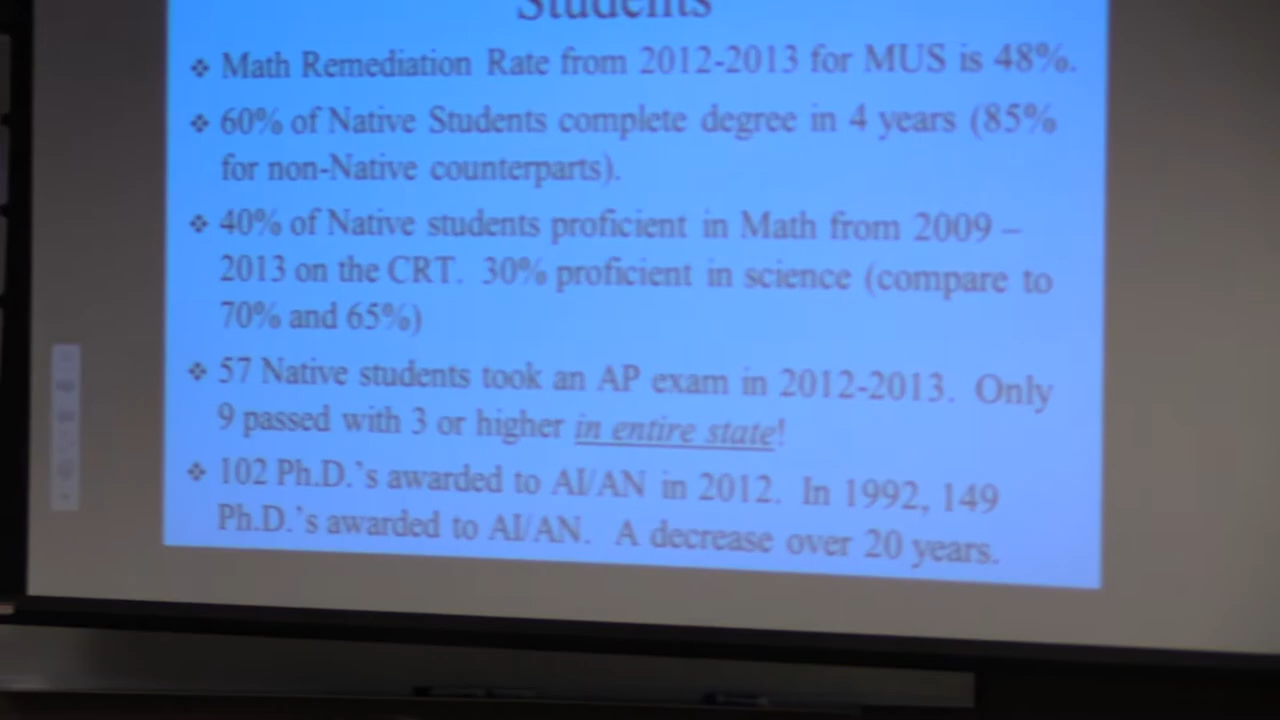 Students
❖ Math Remediation Rate from 2012-2013 for MUS is 48%.
❖ 60% of Native Students complete degree in 4 years (85%
for non-Native counterparts).
❖ 40% of Native students proficient in Math from 2009 –
2013 on the CRT. 30% proficient in science (compare to
70% and 65%)
❖ 57 Native students took an AP exam in 2012-2013. Only
9 passed with 3 or higher in entire state!
❖ 102 Ph.D.'s awarded to AI/AN in 2012. In 1992, 149
Ph.D.'s awarded to AI/AN. A decrease over 20 years.